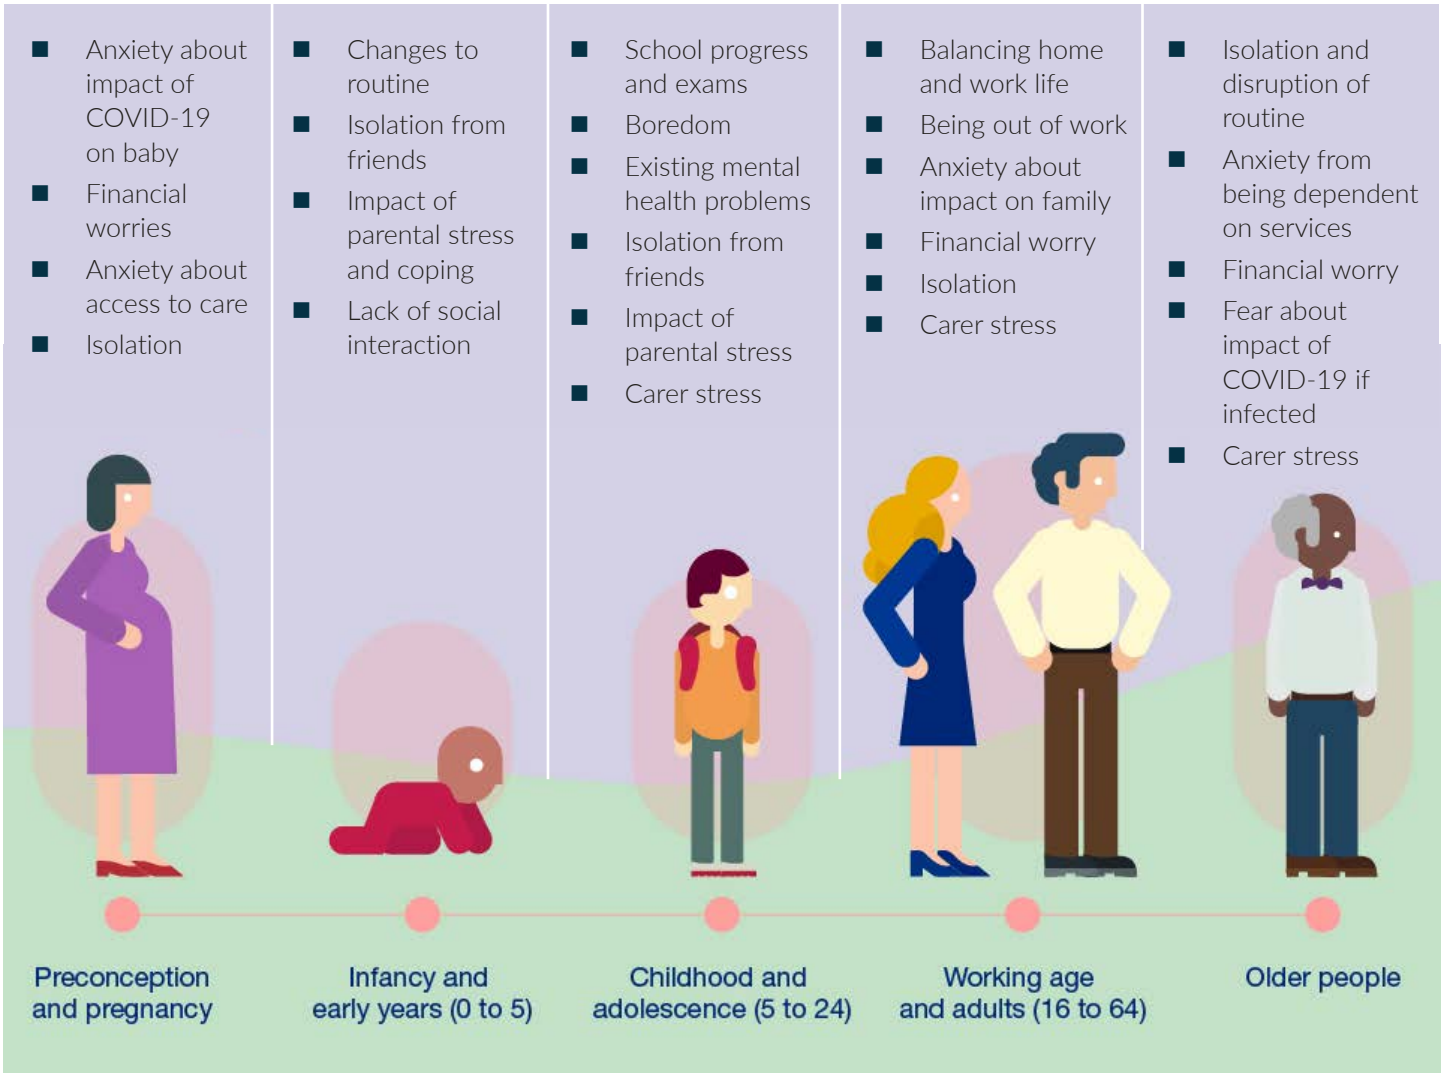 Anxiety about
impact of
COVID-19
on baby
Financial
worries
Anxiety about
access to care
Isolation
Changes to
routine
Isolation from
friends
Impact of
parental stress
and coping
Lack of social
interaction
School progress
and exams
Boredom
Existing mental
health problems
Isolation from
friends
Impact of
parental stress
Carer stress
Balancing home
and work life
Being out of work
Anxiety about
impact on family
Financial worry
Isolation
Carer stress
Isolation and
disruption of
routine
Anxiety from
being dependent
on services
Financial worry
Fear about
impact of
COVID-19 if
infected
Carer stress
Preconception
and pregnancy
Infancy and
early years (0 to 5)
Childhood and
adolescence (5 to 24)
Working age
and adults (16 to 64)
Older people